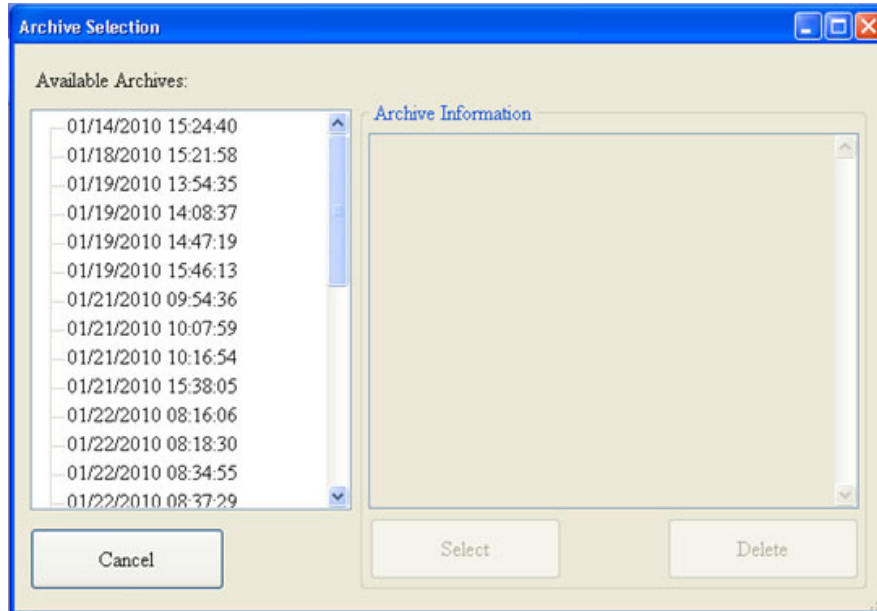 Archive Selection
Available Archives:
01/14/2010 15:24:40
01/18/2010 15:21:58
01/19/2010 13:54:35
01/19/2010 14:08:37
01/19/2010 14:47:19
01/19/2010 15:46:13
01/21/2010 09:54:36
01/21/2010 10:07:59
01/21/2010 10:16:54
01/21/2010 15:38:05
01/22/2010 08:16:06
01/22/2010 08:18:30
01/22/2010 08:34:55
01/22/2010 08:37:29
Cancel
Archive Information
Select
Delete